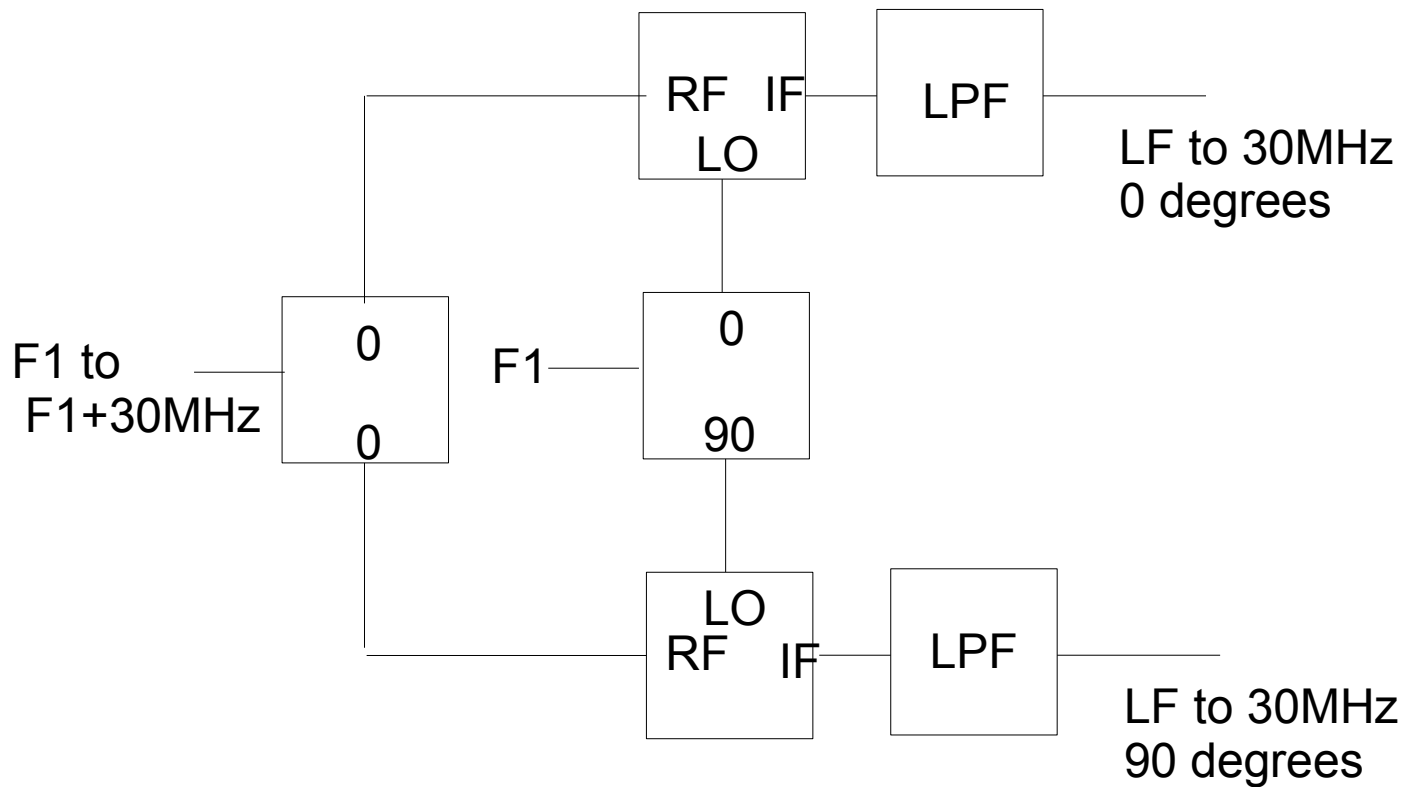 RF IF
LO
LPF
LF to 30MHz
0 degrees
F1 to
F1+30MHz
0
0
F1
0
90
LO
RF IF
LPF
LF to 30MHz
90 degrees